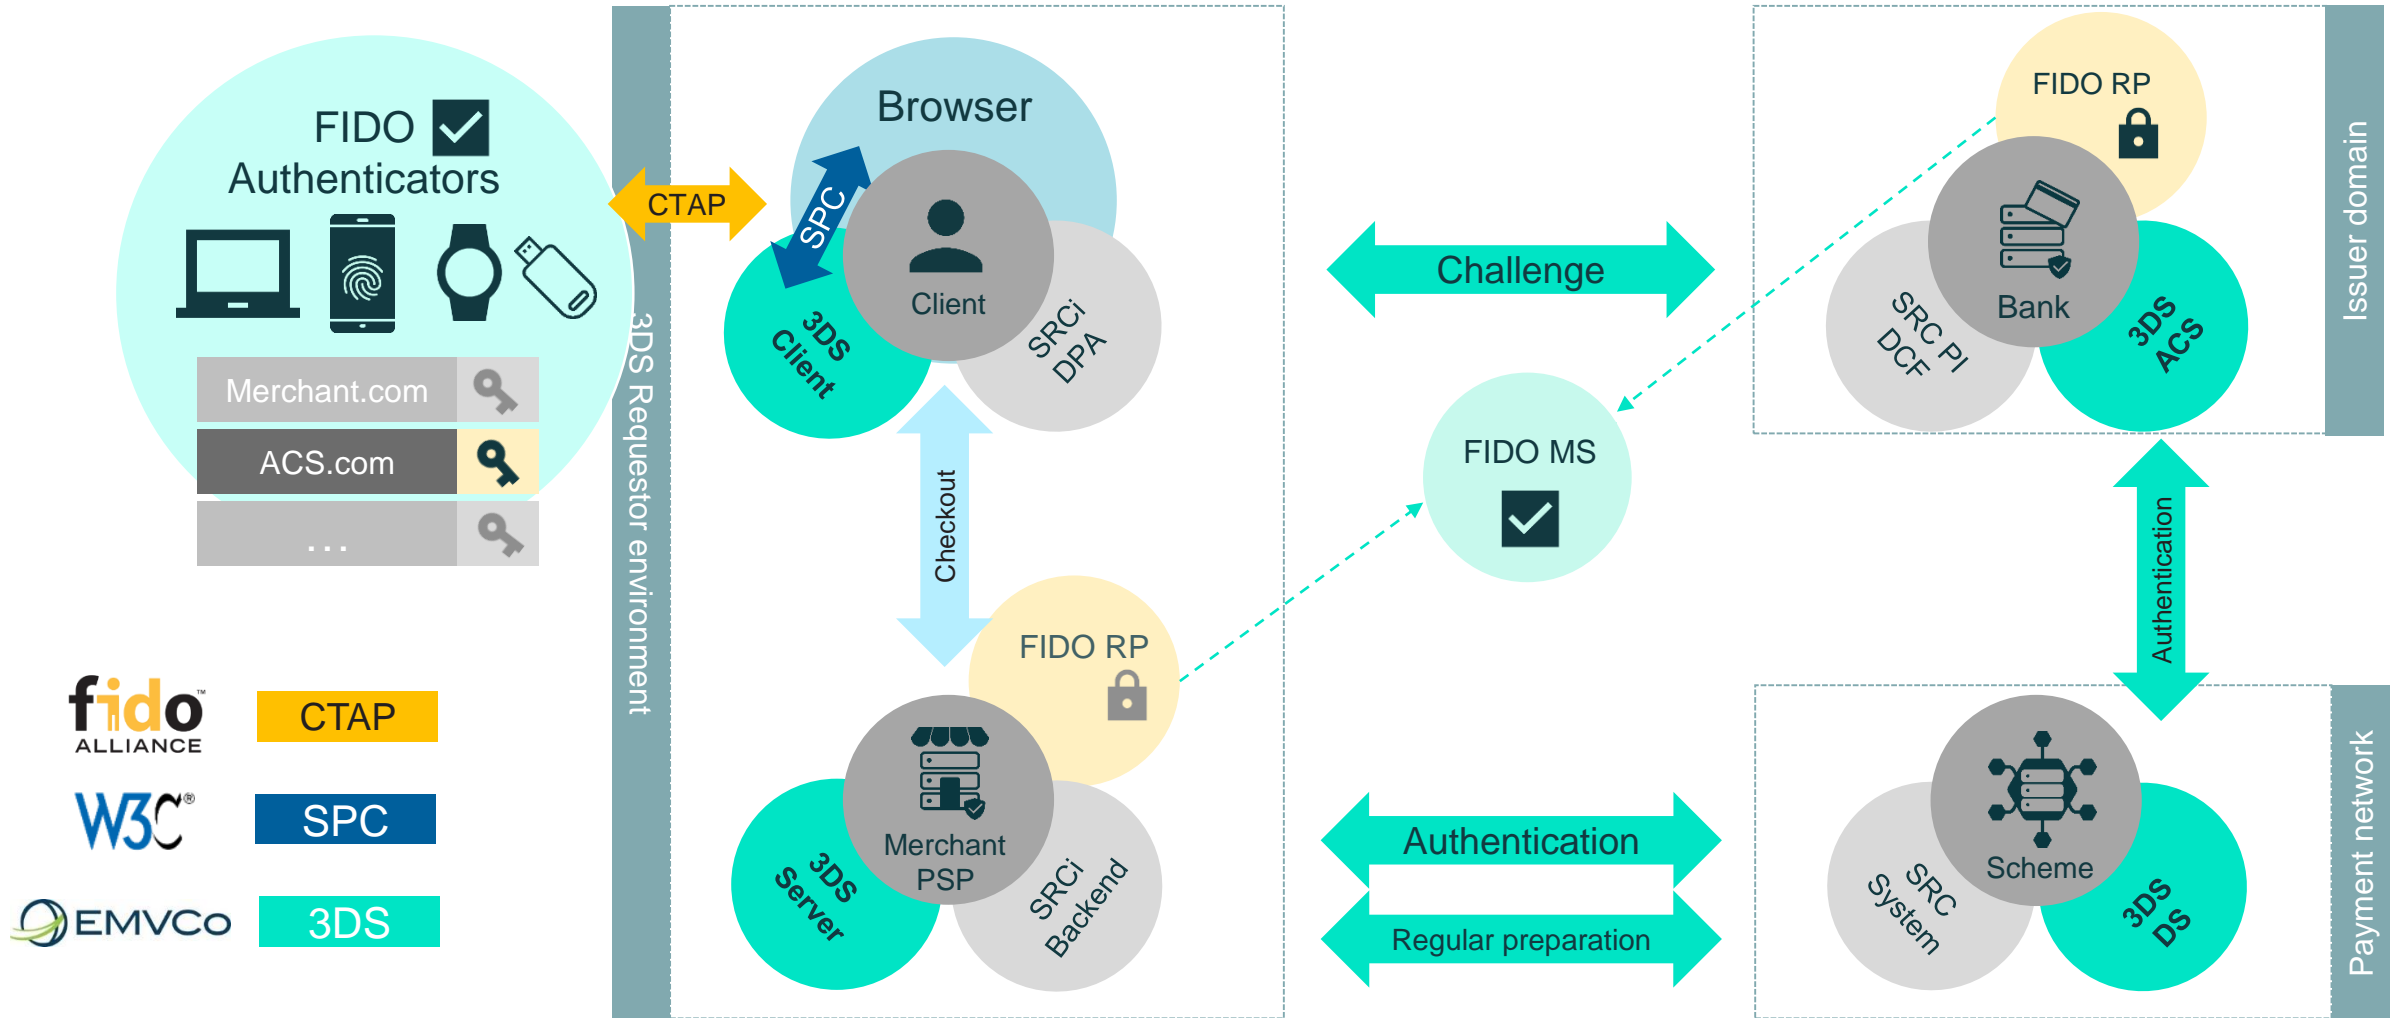 FIDO
Authenticators
Merchant.com
ACS.com
...
fido™
ALLIANCE
CTAP
W3C®
SPC
EMVCo
3DS
3DS Requestor environment
CTAP
Browser
SPC
Client
3DS
Client
SRCi
DPA
Checkout
FIDO RP
Merchant
PSP
3DS
Server
SRCi
Backend
Challenge
FIDO MS
Authentication
Regular preparation
FIDO RP
Bank
SRC PI
DCF
3DS
ACS
Issuer domain
Authentication
Scheme
SRC
System
3DS
DS
Payment network